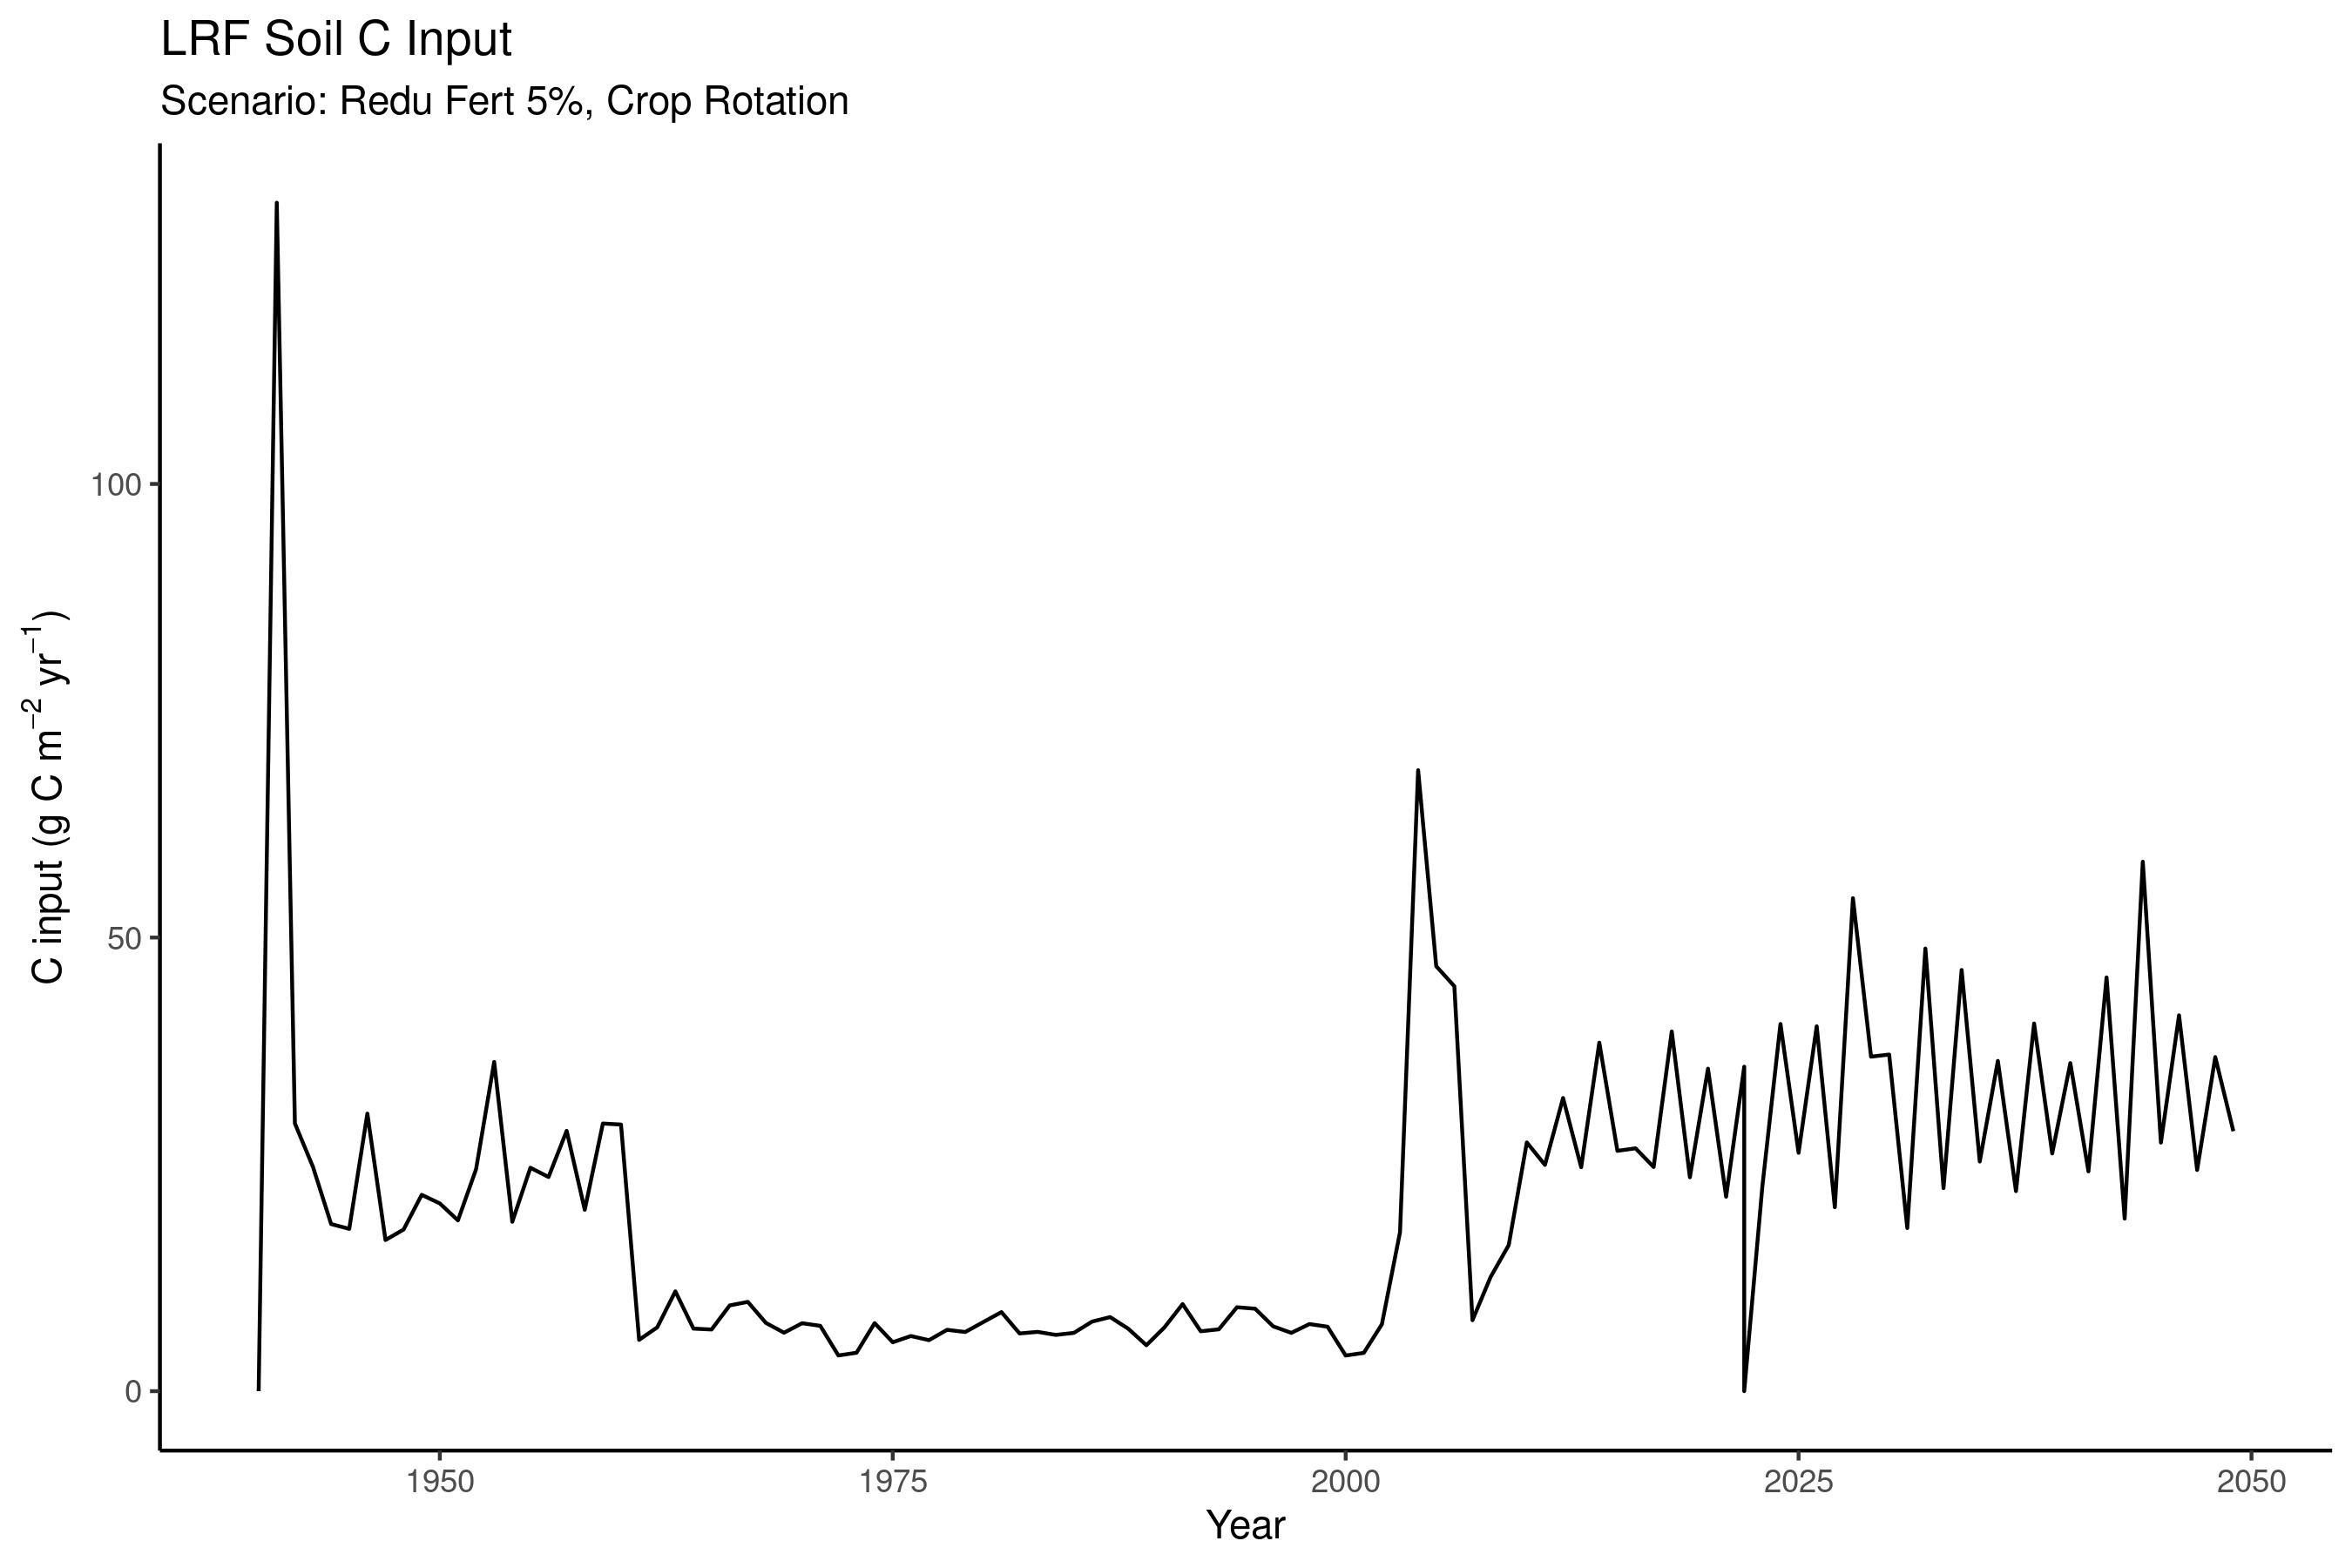 LRF Soil C Input
Scenario: Redu Fert 5%, Crop Rotation
C input (g C m⁻² yr⁻¹)
100
50
0
1950 1975 2000 2025 2050
Year